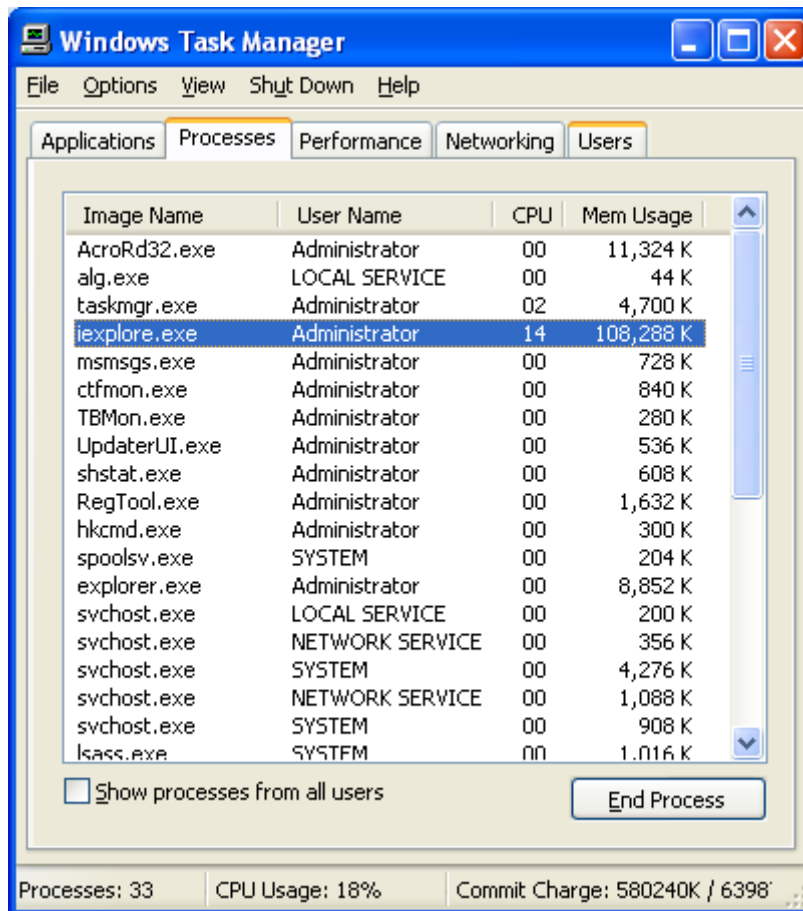 Windows Task Manager
File Options View Shut Down Help
Applications Processes Performance Networking Users
Image Name User Name CPU Mem Usage
AcroRd32.exe Administrator 00 11,324 K
alg.exe LOCAL SERVICE 00 44 K
taskmgr.exe Administrator 02 4,700 K
iexplore.exe Administrator 14 108,288 K
msmsgs.exe Administrator 00 728 K
ctfmon.exe Administrator 00 840 K
TBMon.exe Administrator 00 280 K
UpdaterUI.exe Administrator 00 536 K
shstat.exe Administrator 00 608 K
RegTool.exe Administrator 00 1,632 K
hkcmd.exe Administrator 00 300 K
spoolsv.exe SYSTEM 00 204 K
explorer.exe Administrator 00 8,852 K
svchost.exe LOCAL SERVICE 00 200 K
svchost.exe NETWORK SERVICE 00 356 K
svchost.exe SYSTEM 00 4,276 K
svchost.exe NETWORK SERVICE 00 1,088 K
svchost.exe SYSTEM 00 908 K
lsass.exe SYSTEM 00 1,016 K
Show processes from all users End Process
Processes: 33 CPU Usage: 18% Commit Charge: 580240K / 6398